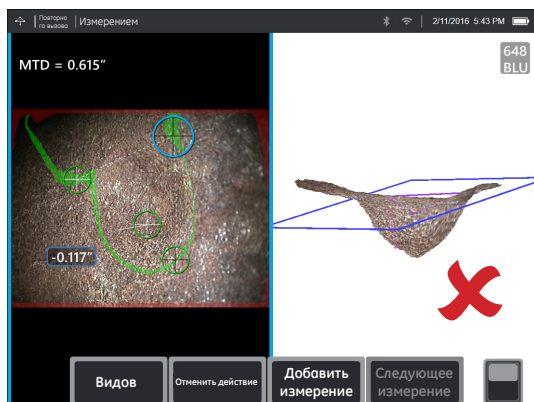 Повторно
го вызова
Измерением
2/11/2016 5:43 PM
MTD = 0.615"
648
BLU
-0.117"
Видов
Отменить действие
Добавить
измерение
Следующее
измерение